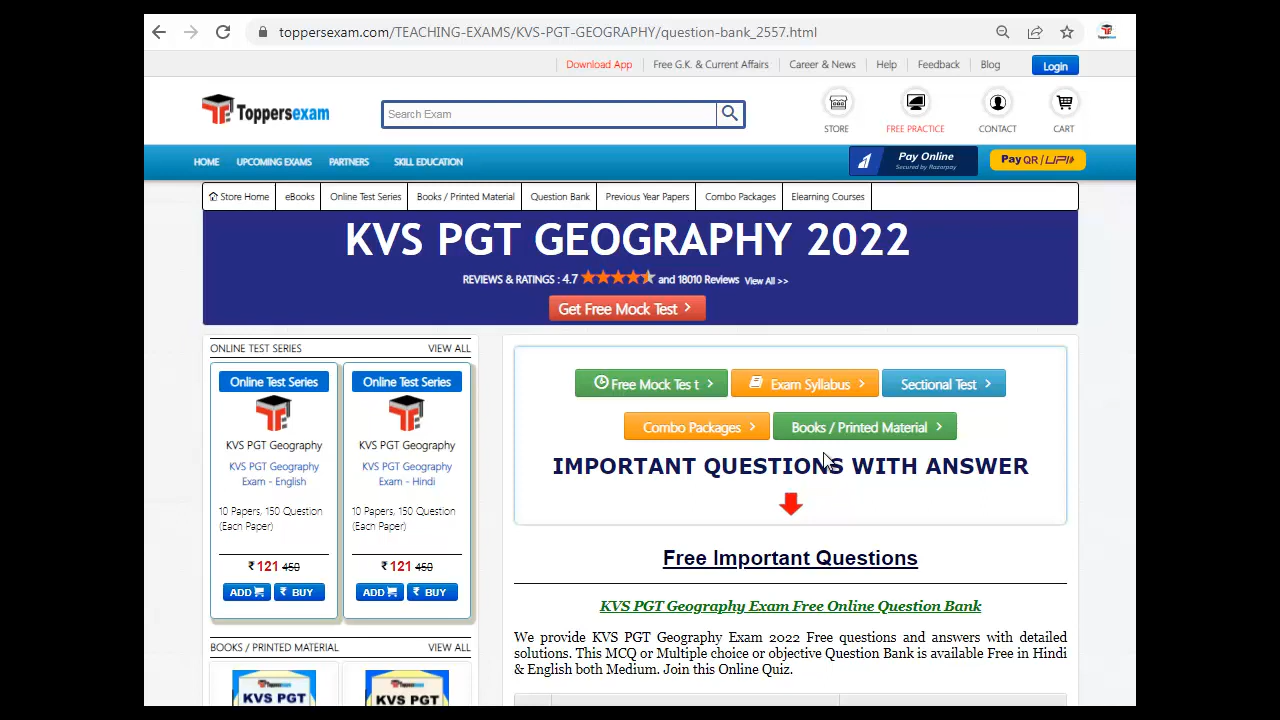 toppersexam.com/TEACHING-EXAMS/KVS-PGT-GEOGRAPHY/question-bank_2557.html
Download App Free G.K. & Current Affairs Career & News Help Feedback Blog Login
Toppersexam
Search Exam
STORE FREE PRACTICE CONTACT CART
HOME UPCOMING EXAMS PARTNERS SKILL EDUCATION
Pay Online
Secured by Razorpay
Pay QR / UPI
Store Home eBooks Online Test Series Books / Printed Material Question Bank Previous Year Papers Combo Packages Elearning Courses
KVS PGT GEOGRAPHY 2022
REVIEWS & RATINGS : 4.7 and 18010 Reviews View All >>
Get Free Mock Test
ONLINE TEST SERIES VIEW ALL
Online Test Series
KVS PGT Geography
KVS PGT Geography
Exam - English
10 Papers, 150 Question
(Each Paper)
₹ 121 450
ADD ₹ BUY
Online Test Series
KVS PGT Geography
KVS PGT Geography
Exam - Hindi
10 Papers, 150 Question
(Each Paper)
₹ 121 450
ADD ₹ BUY
BOOKS / PRINTED MATERIAL VIEW ALL
Toppersexam
KVS PGT
Toppersexam
KVS PGT
Free Mock Tes t Exam Syllabus Sectional Test
Combo Packages Books / Printed Material
IMPORTANT QUESTIONS WITH ANSWER
Free Important Questions
KVS PGT Geography Exam Free Online Question Bank
We provide KVS PGT Geography Exam 2022 Free questions and answers with detailed
solutions. This MCQ or Multiple choice or objective Question Bank is available Free in Hindi
& English both Medium. Join this Online Quiz.